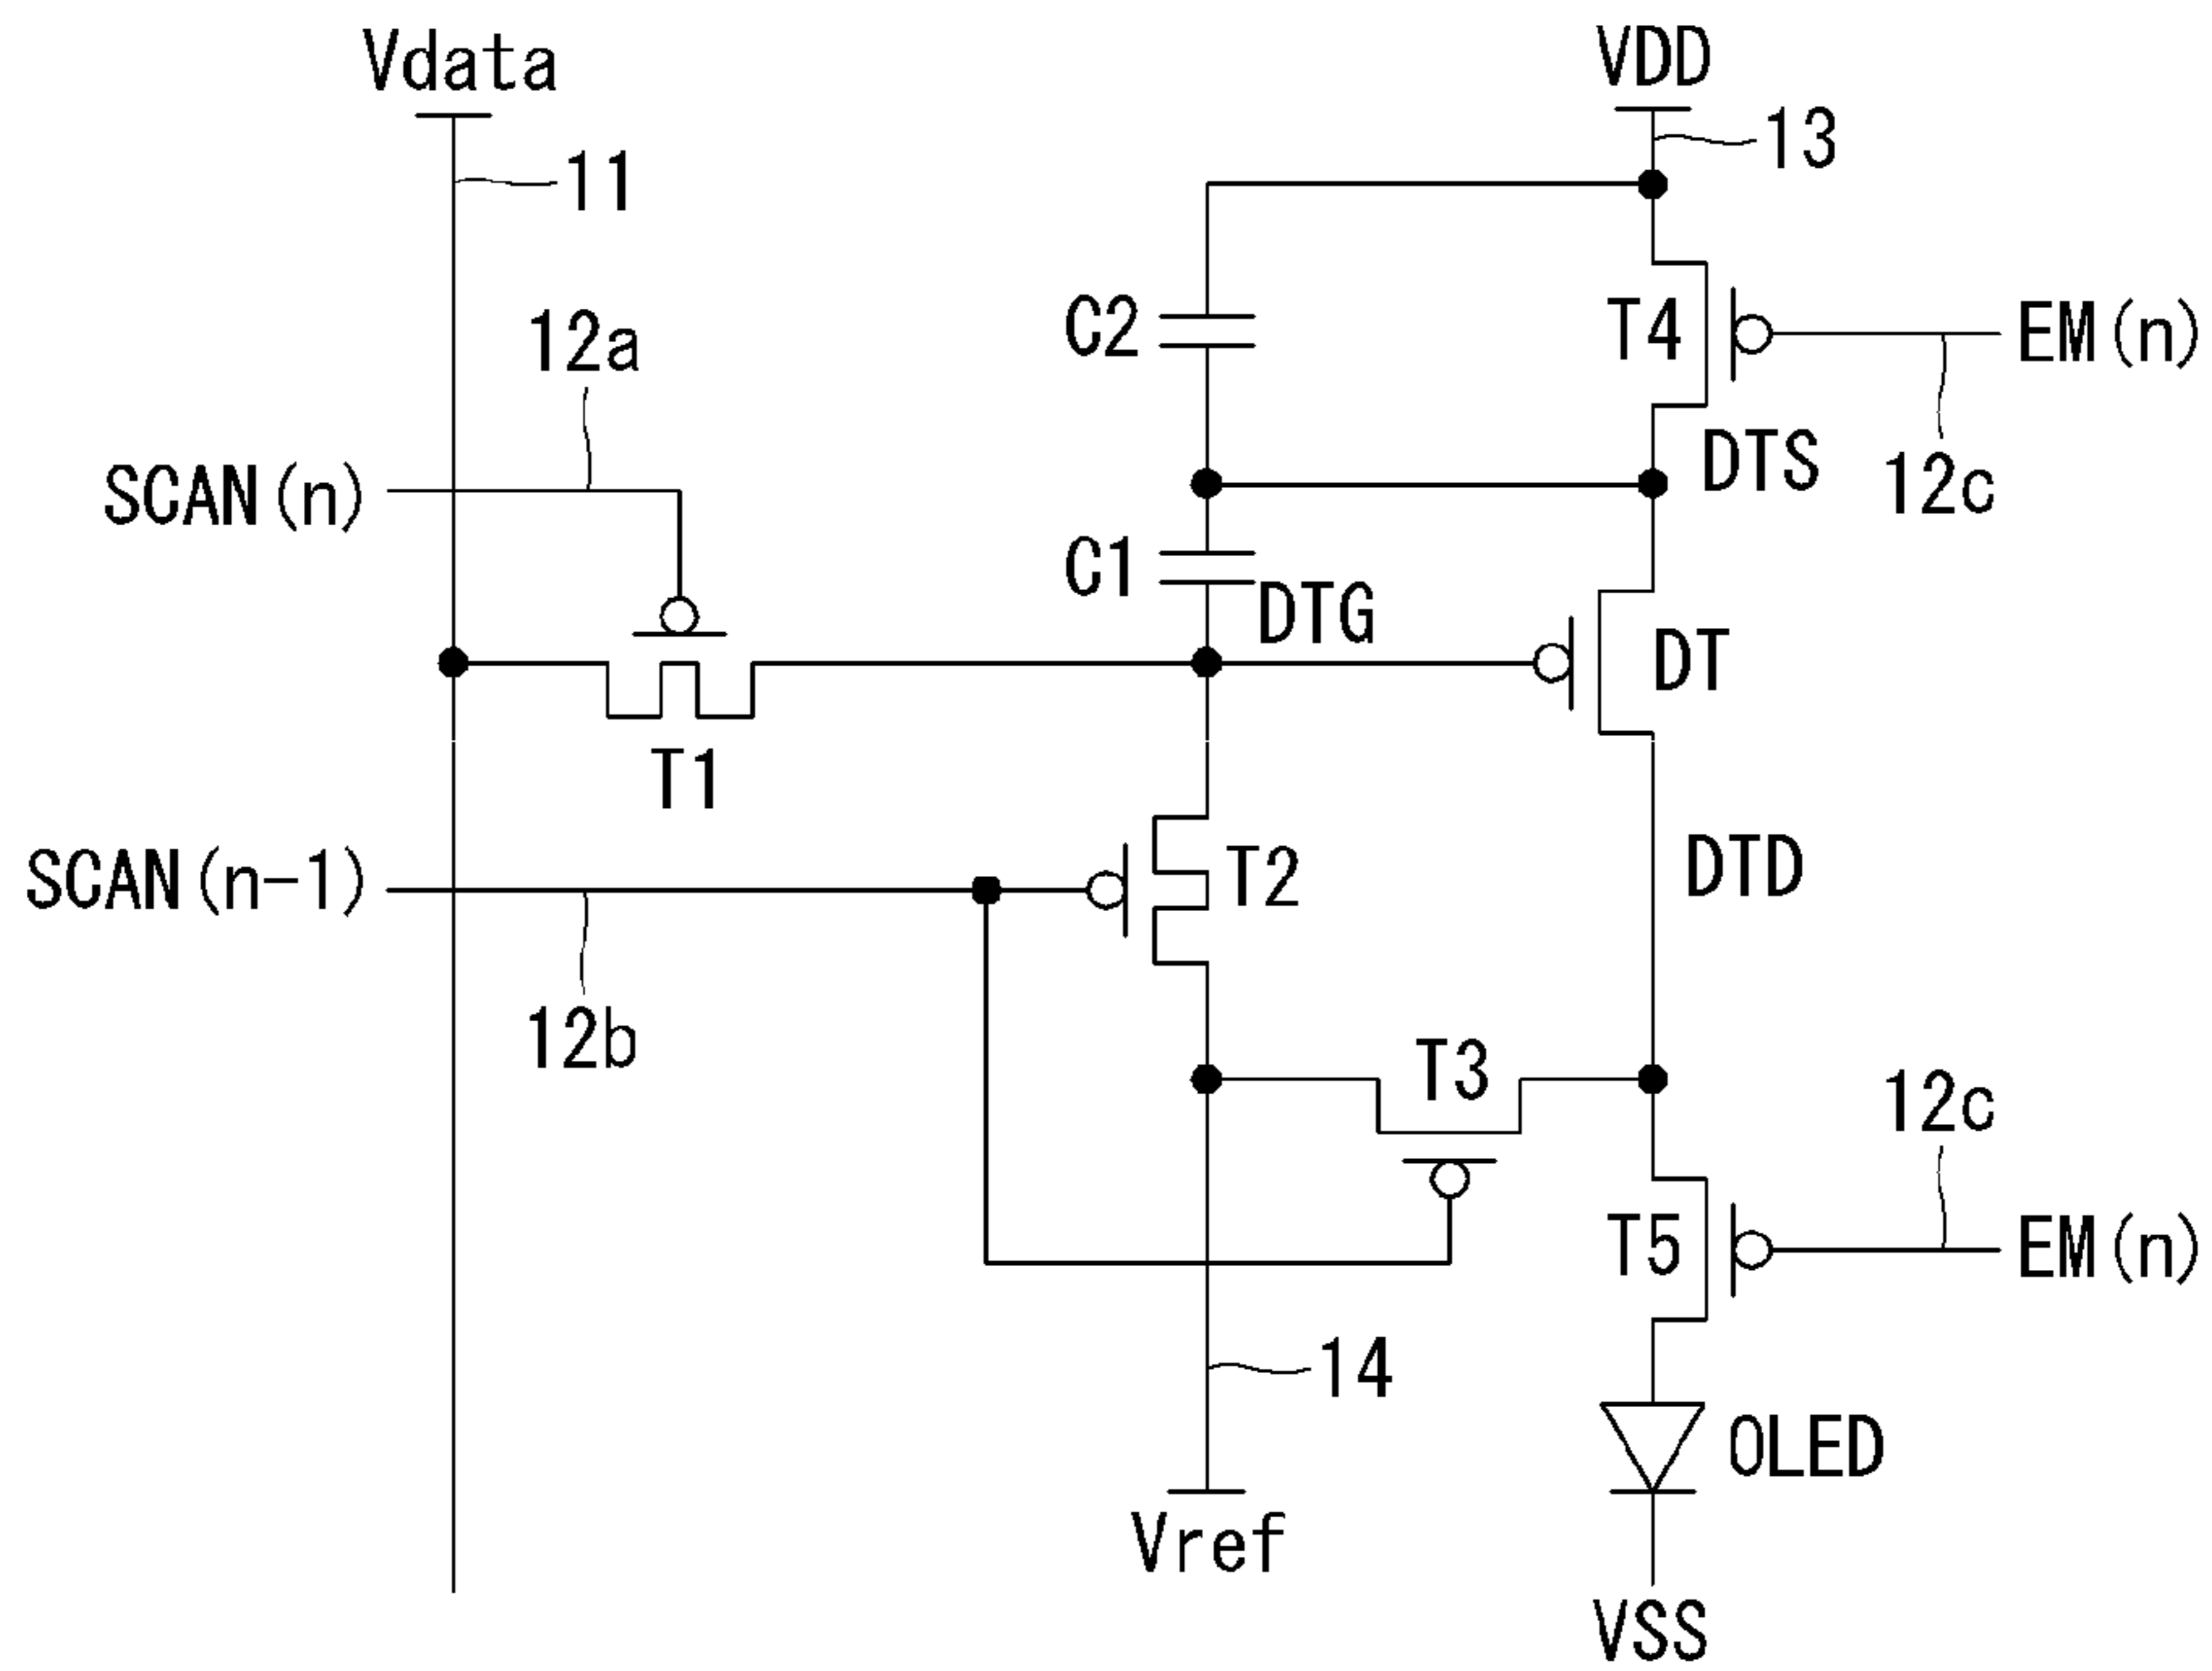 Vdata
VDD
13
11
C2
12a
T4
EM(n)
DTS
12c
SCAN(n)
C1
DTG
DT
T1
SCAN(n-1)
T2
DTD
12b
T3
12c
T5
EM(n)
14
OLED
Vref
VSS